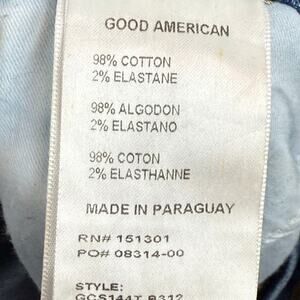 GOOD AMERICAN
98% COTTON
2% ELASTANE
98% ALGODON
2% ELASTANO
98% COTON
2% ELASTHANNE
MADE IN PARAGUAY
RN# 151301
PO# 08314-00
STYLE: